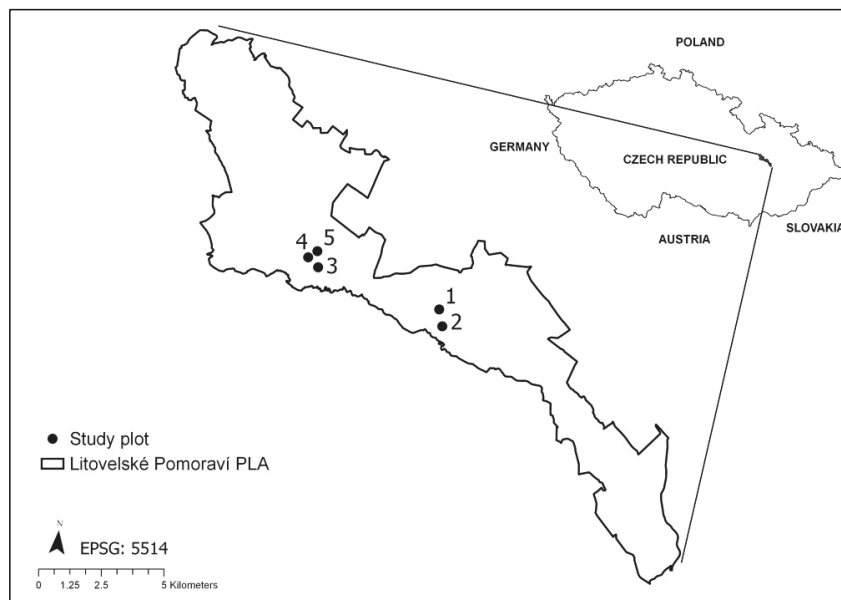 POLAND
GERMANY
CZECH REPUBLIC
SLOVAKIA
AUSTRIA
5
4
3
1
2
Study plot
Litovelské Pomoraví PLA
N
EPSG: 5514
0 1.25 2.5 5 Kilometers